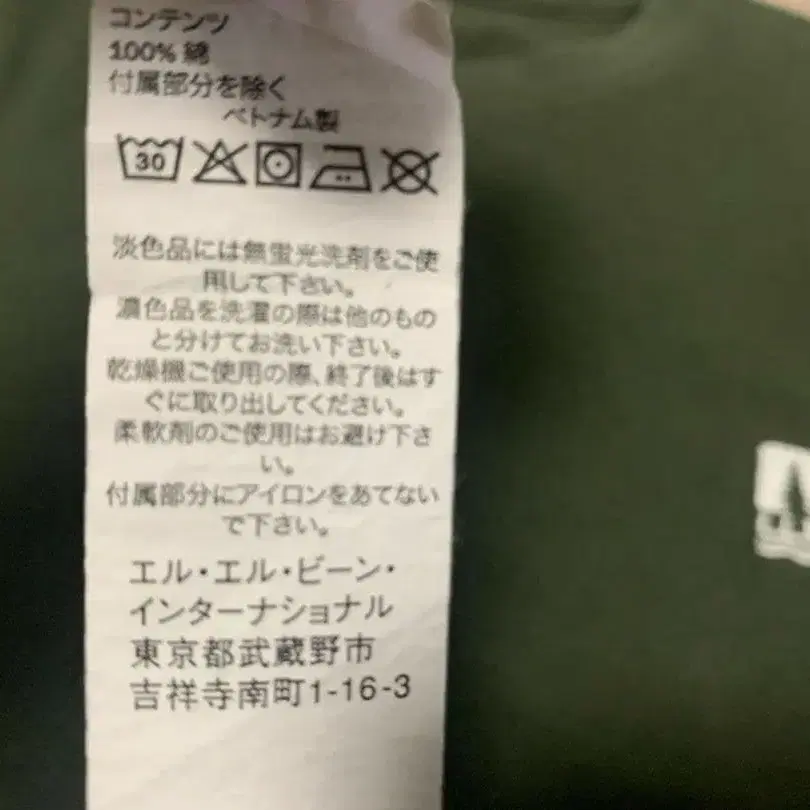 コンテンツ
100% 綿
付属部分を除く
ベトナム製
30
淡色品には無蛍光洗剤をご使
用して下さい。
濃色品を洗濯の際は他のもの
と分けてお洗い下さい。
乾燥機ご使用の際、終了後はす
ぐに取り出してください。
柔軟剤のご使用はお避け下さ
い。
付属部分にアイロンをあてない
で下さい。
エル・エル・ビーン・
インターナショナル
東京都武蔵野市
吉祥寺南町1-16-3